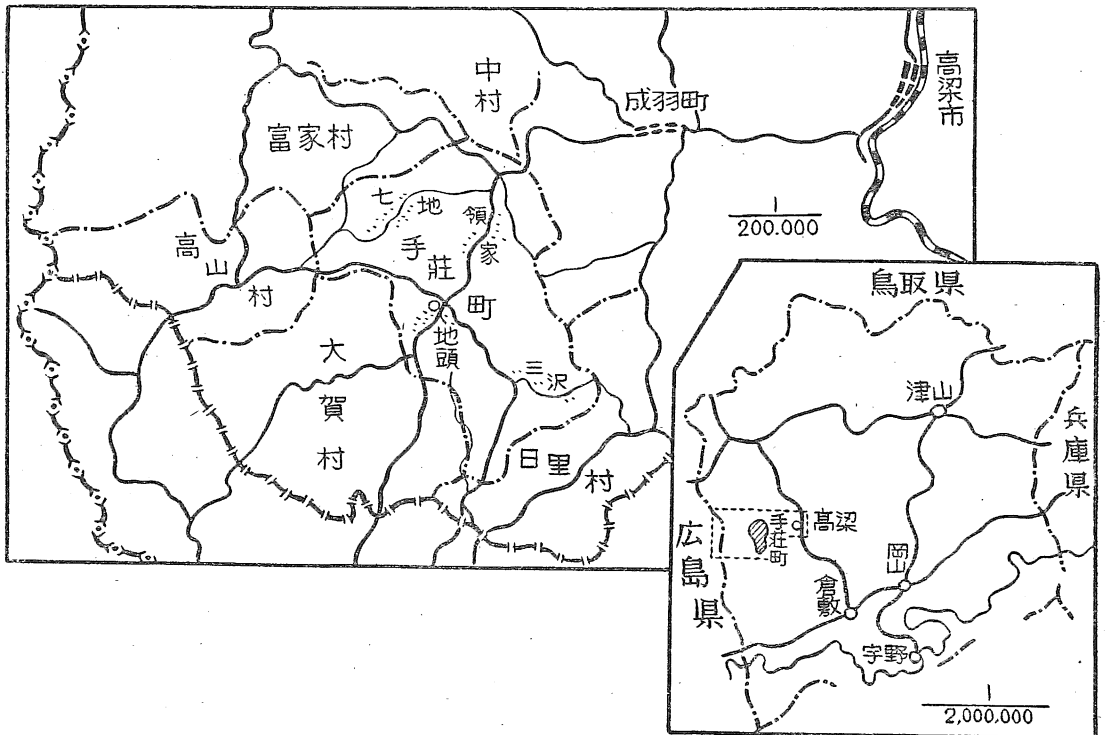 中村
成羽町
高梁市
富家村
七地
領家
手荘町
高山村
地頭
大賀村
三沢
日里村
1
200.000
鳥取県
津山
兵庫県
高梁
手荘町
広島県
岡山
倉敷
宇野
1
2,000,000